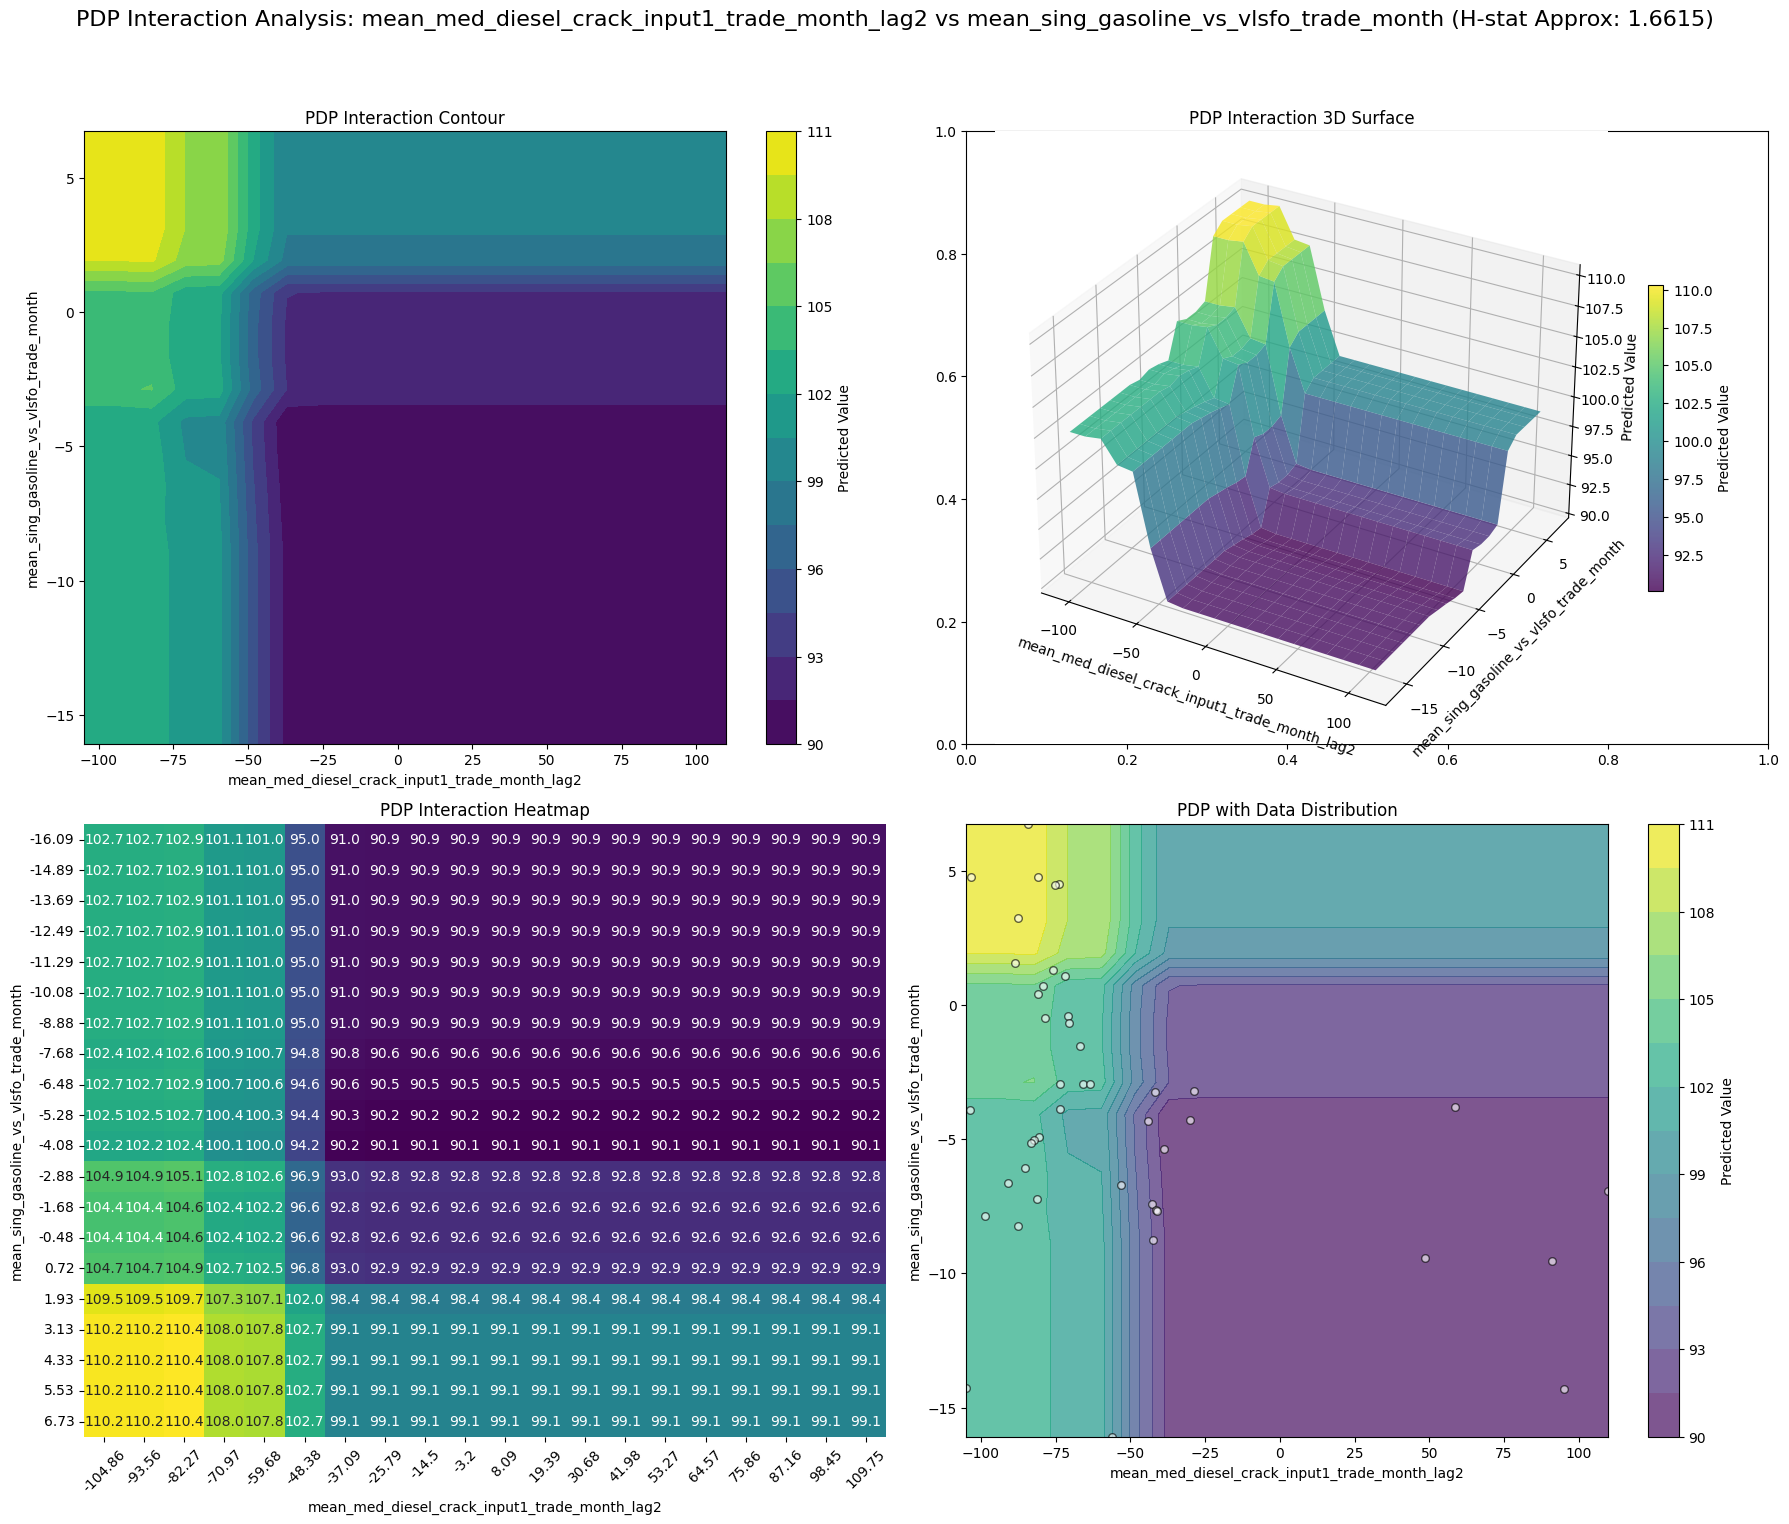 PDP Interaction Analysis: mean_med_diesel_crack_input1_trade_month_lag2 vs mean_sing_gasoline_vs_vlsfo_trade_month (H-stat Approx: 1.6615)
PDP Interaction Contour
5
0
−5
−10
−15
mean_sing_gasoline_vs_vlsfo_trade_month
−100 −75 −50 −25 0 25 50 75 100
mean_med_diesel_crack_input1_trade_month_lag2
111
108
105
102
99
96
93
90
Predicted Value
PDP Interaction 3D Surface
1.0
0.8
0.6
0.4
0.2
0.0
0.0 0.2 0.4 0.6 0.8 1.0
−100 −50 0 50 100
mean_med_diesel_crack_input1_trade_month_lag2
5
0
−5
−10
−15
mean_sing_gasoline_vs_vlsfo_trade_month
110.0
107.5
105.0
102.5
100.0
97.5
95.0
92.5
90.0
Predicted Value
110.0
107.5
105.0
102.5
100.0
97.5
95.0
92.5
Predicted Value
PDP Interaction Heatmap
mean_sing_gasoline_vs_vlsfo_trade_month
-16.09 102.7 102.7 102.9 101.1 101.0 95.0 91.0 90.9 90.9 90.9 90.9 90.9 90.9 90.9 90.9 90.9 90.9 90.9 90.9 90.9
-14.89 102.7 102.7 102.9 101.1 101.0 95.0 91.0 90.9 90.9 90.9 90.9 90.9 90.9 90.9 90.9 90.9 90.9 90.9 90.9 90.9
-13.69 102.7 102.7 102.9 101.1 101.0 95.0 91.0 90.9 90.9 90.9 90.9 90.9 90.9 90.9 90.9 90.9 90.9 90.9 90.9 90.9
-12.49 102.7 102.7 102.9 101.1 101.0 95.0 91.0 90.9 90.9 90.9 90.9 90.9 90.9 90.9 90.9 90.9 90.9 90.9 90.9 90.9
-11.29 102.7 102.7 102.9 101.1 101.0 95.0 91.0 90.9 90.9 90.9 90.9 90.9 90.9 90.9 90.9 90.9 90.9 90.9 90.9 90.9
-10.08 102.7 102.7 102.9 101.1 101.0 95.0 91.0 90.9 90.9 90.9 90.9 90.9 90.9 90.9 90.9 90.9 90.9 90.9 90.9 90.9
-8.88 102.7 102.7 102.9 101.1 101.0 95.0 91.0 90.9 90.9 90.9 90.9 90.9 90.9 90.9 90.9 90.9 90.9 90.9 90.9 90.9
-7.68 102.4 102.4 102.6 100.9 100.7 94.8 90.8 90.6 90.6 90.6 90.6 90.6 90.6 90.6 90.6 90.6 90.6 90.6 90.6 90.6
-6.48 102.7 102.7 102.9 100.7 100.6 94.6 90.6 90.5 90.5 90.5 90.5 90.5 90.5 90.5 90.5 90.5 90.5 90.5 90.5 90.5
-5.28 102.5 102.5 102.7 100.4 100.3 94.4 90.3 90.2 90.2 90.2 90.2 90.2 90.2 90.2 90.2 90.2 90.2 90.2 90.2 90.2
-4.08 102.2 102.2 102.4 100.1 100.0 94.2 90.2 90.1 90.1 90.1 90.1 90.1 90.1 90.1 90.1 90.1 90.1 90.1 90.1 90.1
-2.88 104.9 104.9 105.1 102.8 102.6 96.9 93.0 92.8 92.8 92.8 92.8 92.8 92.8 92.8 92.8 92.8 92.8 92.8 92.8 92.8
-1.68 104.4 104.4 104.6 102.4 102.2 96.6 92.8 92.6 92.6 92.6 92.6 92.6 92.6 92.6 92.6 92.6 92.6 92.6 92.6 92.6
-0.48 104.4 104.4 104.6 102.4 102.2 96.6 92.8 92.6 92.6 92.6 92.6 92.6 92.6 92.6 92.6 92.6 92.6 92.6 92.6 92.6
0.72 104.7 104.7 104.9 102.7 102.5 96.8 93.0 92.9 92.9 92.9 92.9 92.9 92.9 92.9 92.9 92.9 92.9 92.9 92.9 92.9
1.93 109.5 109.5 109.7 107.3 107.1 102.0 98.4 98.4 98.4 98.4 98.4 98.4 98.4 98.4 98.4 98.4 98.4 98.4 98.4 98.4
3.13 110.2 110.2 110.4 108.0 107.8 102.7 99.1 99.1 99.1 99.1 99.1 99.1 99.1 99.1 99.1 99.1 99.1 99.1 99.1 99.1
4.33 110.2 110.2 110.4 108.0 107.8 102.7 99.1 99.1 99.1 99.1 99.1 99.1 99.1 99.1 99.1 99.1 99.1 99.1 99.1 99.1
5.53 110.2 110.2 110.4 108.0 107.8 102.7 99.1 99.1 99.1 99.1 99.1 99.1 99.1 99.1 99.1 99.1 99.1 99.1 99.1 99.1
6.73 110.2 110.2 110.4 108.0 107.8 102.7 99.1 99.1 99.1 99.1 99.1 99.1 99.1 99.1 99.1 99.1 99.1 99.1 99.1 99.1
-104.86 -93.56 -82.27 -70.97 -59.68 -48.38 -37.09 -25.79 -14.5 -3.2 8.09 19.39 30.68 41.98 53.27 64.57 75.86 87.16 98.45 109.75
mean_med_diesel_crack_input1_trade_month_lag2
PDP with Data Distribution
5
0
−5
−10
−15
mean_sing_gasoline_vs_vlsfo_trade_month
−100 −75 −50 −25 0 25 50 75 100
mean_med_diesel_crack_input1_trade_month_lag2
111
108
105
102
99
96
93
90
Predicted Value